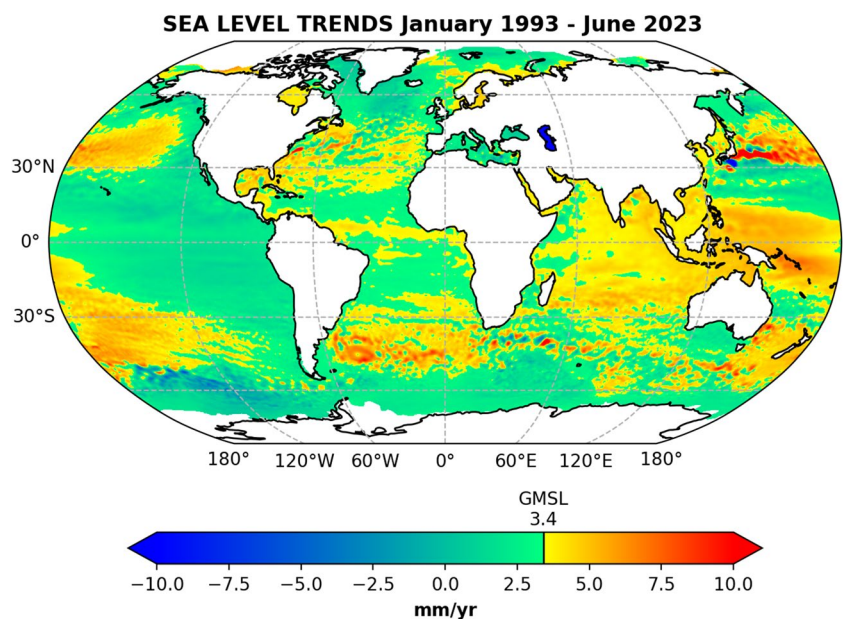 SEA LEVEL TRENDS January 1993 - June 2023
30°N
0°
30°S
180° 120°W 60°W 0° 60°E 120°E 180°
GMSL
3.4
−10.0 −7.5 −5.0 −2.5 0.0 2.5 5.0 7.5 10.0
mm/yr